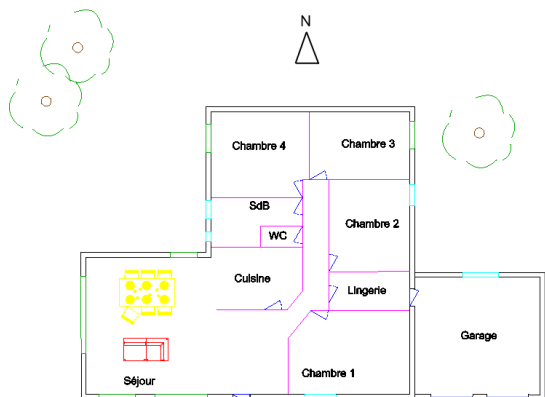 N
Chambre 4
Chambre 3
SdB
Chambre 2
WC
Cuisine
Lingerie
Garage
Chambre 1
Séjour